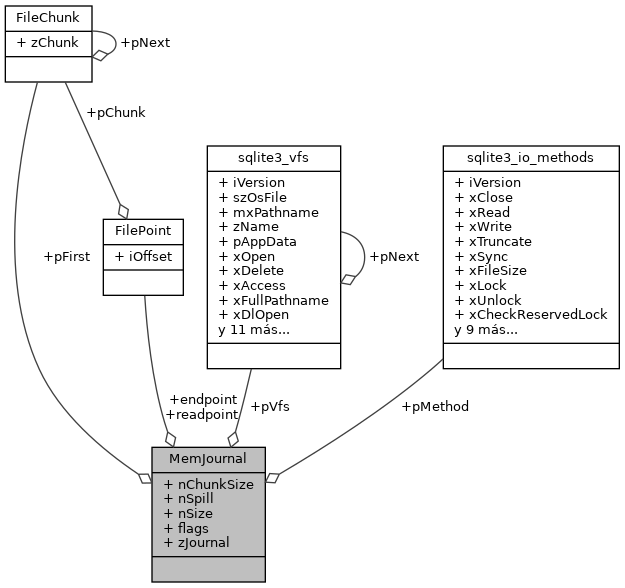 FileChunk
+ zChunk
+pNext
+pChunk
sqlite3_vfs
+ iVersion
+ szOsFile
+ mxPathname
+ zName
+ pAppData
+ xOpen
+ xDelete
+ xAccess
+ xFullPathname
+ xDlOpen
y 11 más...
+pNext
sqlite3_io_methods
+ iVersion
+ xClose
+ xRead
+ xWrite
+ xTruncate
+ xSync
+ xFileSize
+ xLock
+ xUnlock
+ xCheckReservedLock
y 9 más...
FilePoint
+ iOffset
+pFirst
+endpoint
+readpoint
+pVfs
+pMethod
MemJournal
+ nChunkSize
+ nSpill
+ nSize
+ flags
+ zJournal